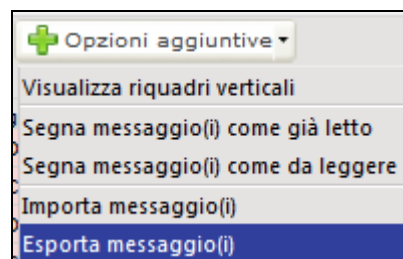 Opzioni aggiuntive
Visualizza riquadri verticali
Segna messaggio(i) come già letto
Segna messaggio(i) come da leggere
Importa messaggio(i)
Esporta messaggio(i)